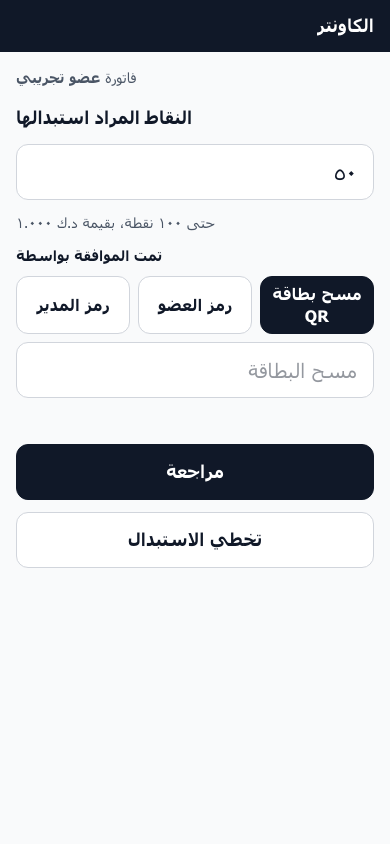 الكاونتر
فاتورة عضو تجريبي
النقاط المراد استبدالها
٥٠
حتى ١٠٠ نقطة، بقيمة د.ك ١.٠٠٠
تمت الموافقة بواسطة
مسح بطاقة QR
رمز العضو
رمز المدير
مسح البطاقة
مراجعة
تخطي الاستبدال